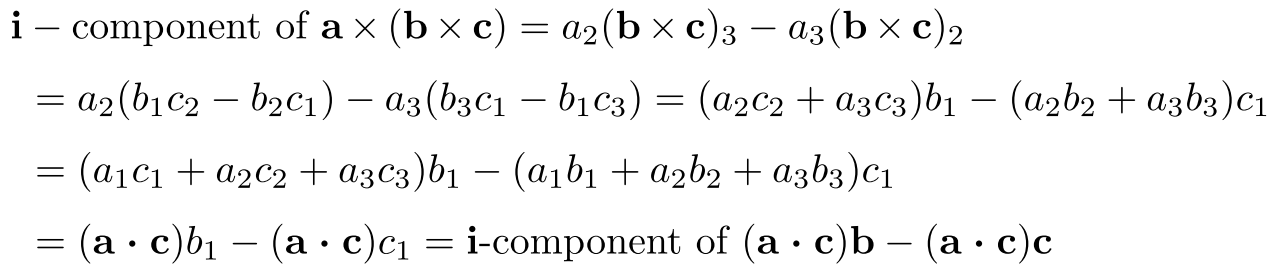 i − component of a × (b × c) = a₂(b × c)₃ − a₃(b × c)₂
= a₂(b₁c₂ − b₂c₁) − a₃(b₃c₁ − b₁c₃) = (a₂c₂ + a₃c₃)b₁ − (a₂b₂ + a₃b₃)c₁
= (a₁c₁ + a₂c₂ + a₃c₃)b₁ − (a₁b₁ + a₂b₂ + a₃b₃)c₁
= (a · c)b₁ − (a · c)c₁ = i-component of (a · c)b − (a · c)c